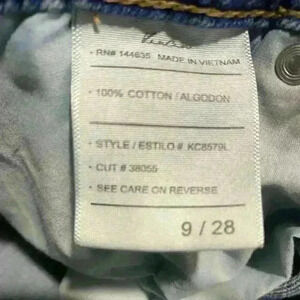 · RN# 144635 MADE IN VIETNAM
· 100% COTTON / ALGODON
· STYLE / ESTILO # KC8579L
· CUT # 38055
· SEE CARE ON REVERSE
9 / 28